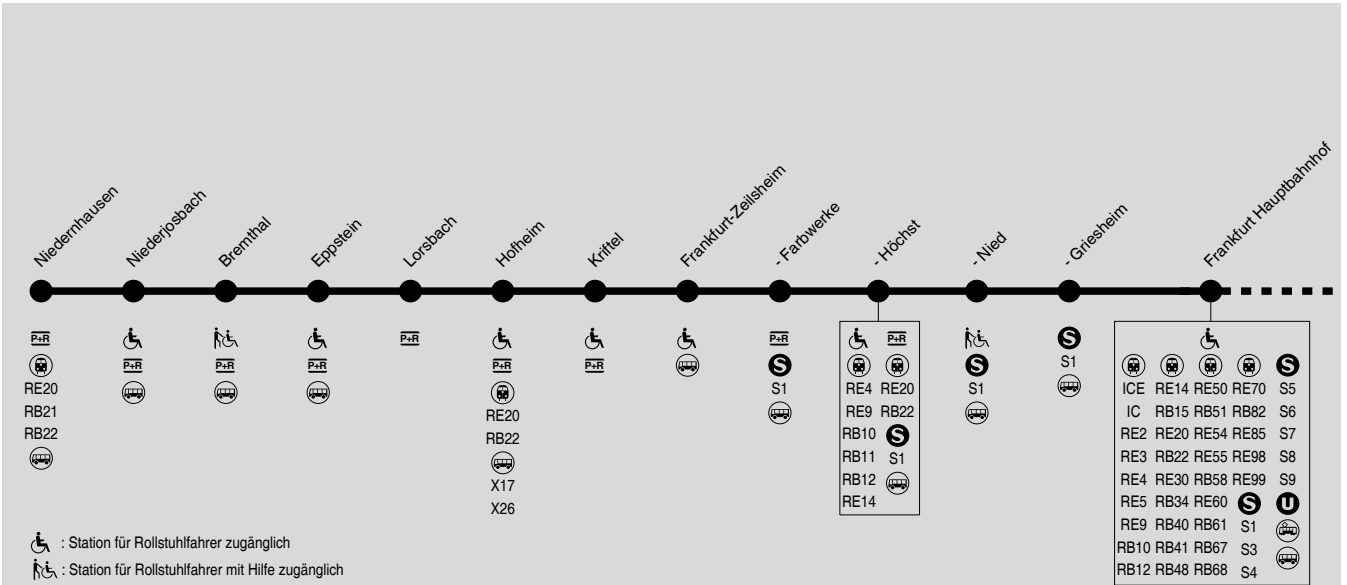 Niedernhausen
Niederjosbach
Bremthal
Eppstein
Lorsbach
Hofheim
Kriftel
Frankfurt-Zeilsheim
- Farbwerke
- Höchst
- Nied
- Griesheim
Frankfurt Hauptbahnhof
P+R
RE20
RB21
RB22
P+R
P+R
P+R
P+R
P+R
RE20
RB22
X17
X26
P+R
P+R
S
S1
P+R
RE4 RE20
RE9 RB22
RB10 S
RB11 S1
RB12
RE14
S
S1
S
S1
S
ICE RE14 RE50 RE70 S5
IC RB15 RB51 RB82 S6
RE2 RE20 RE54 RE85 S7
RE3 RB22 RE55 RE98 S8
RE4 RE30 RB58 RE99 S9
RE5 RB34 RE60 S U
RE9 RB40 RB61 S1
RB10 RB41 RB67 S3
RB12 RB48 RB68 S4
: Station für Rollstuhlfahrer zugänglich
: Station für Rollstuhlfahrer mit Hilfe zugänglich